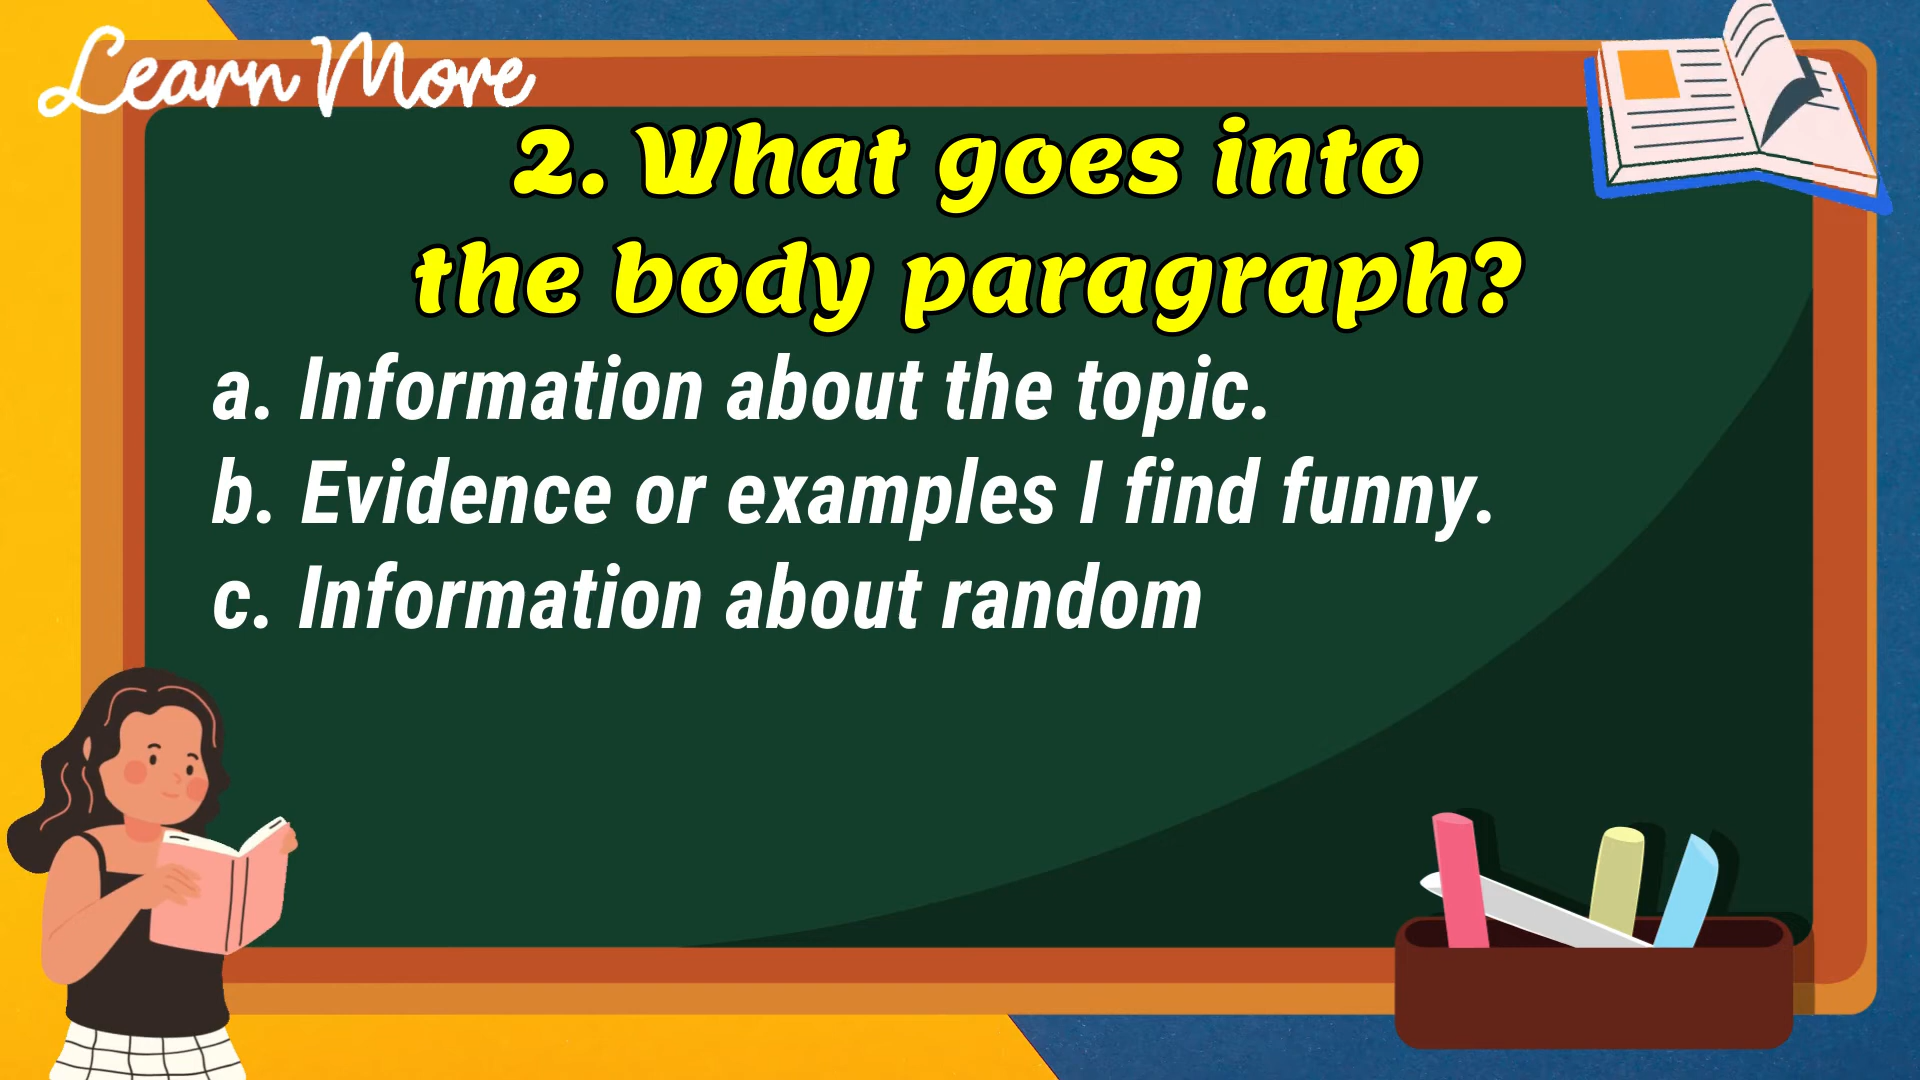 Learn More
2. What goes into
the body paragraph?
a. Information about the topic.
b. Evidence or examples I find funny.
c. Information about random